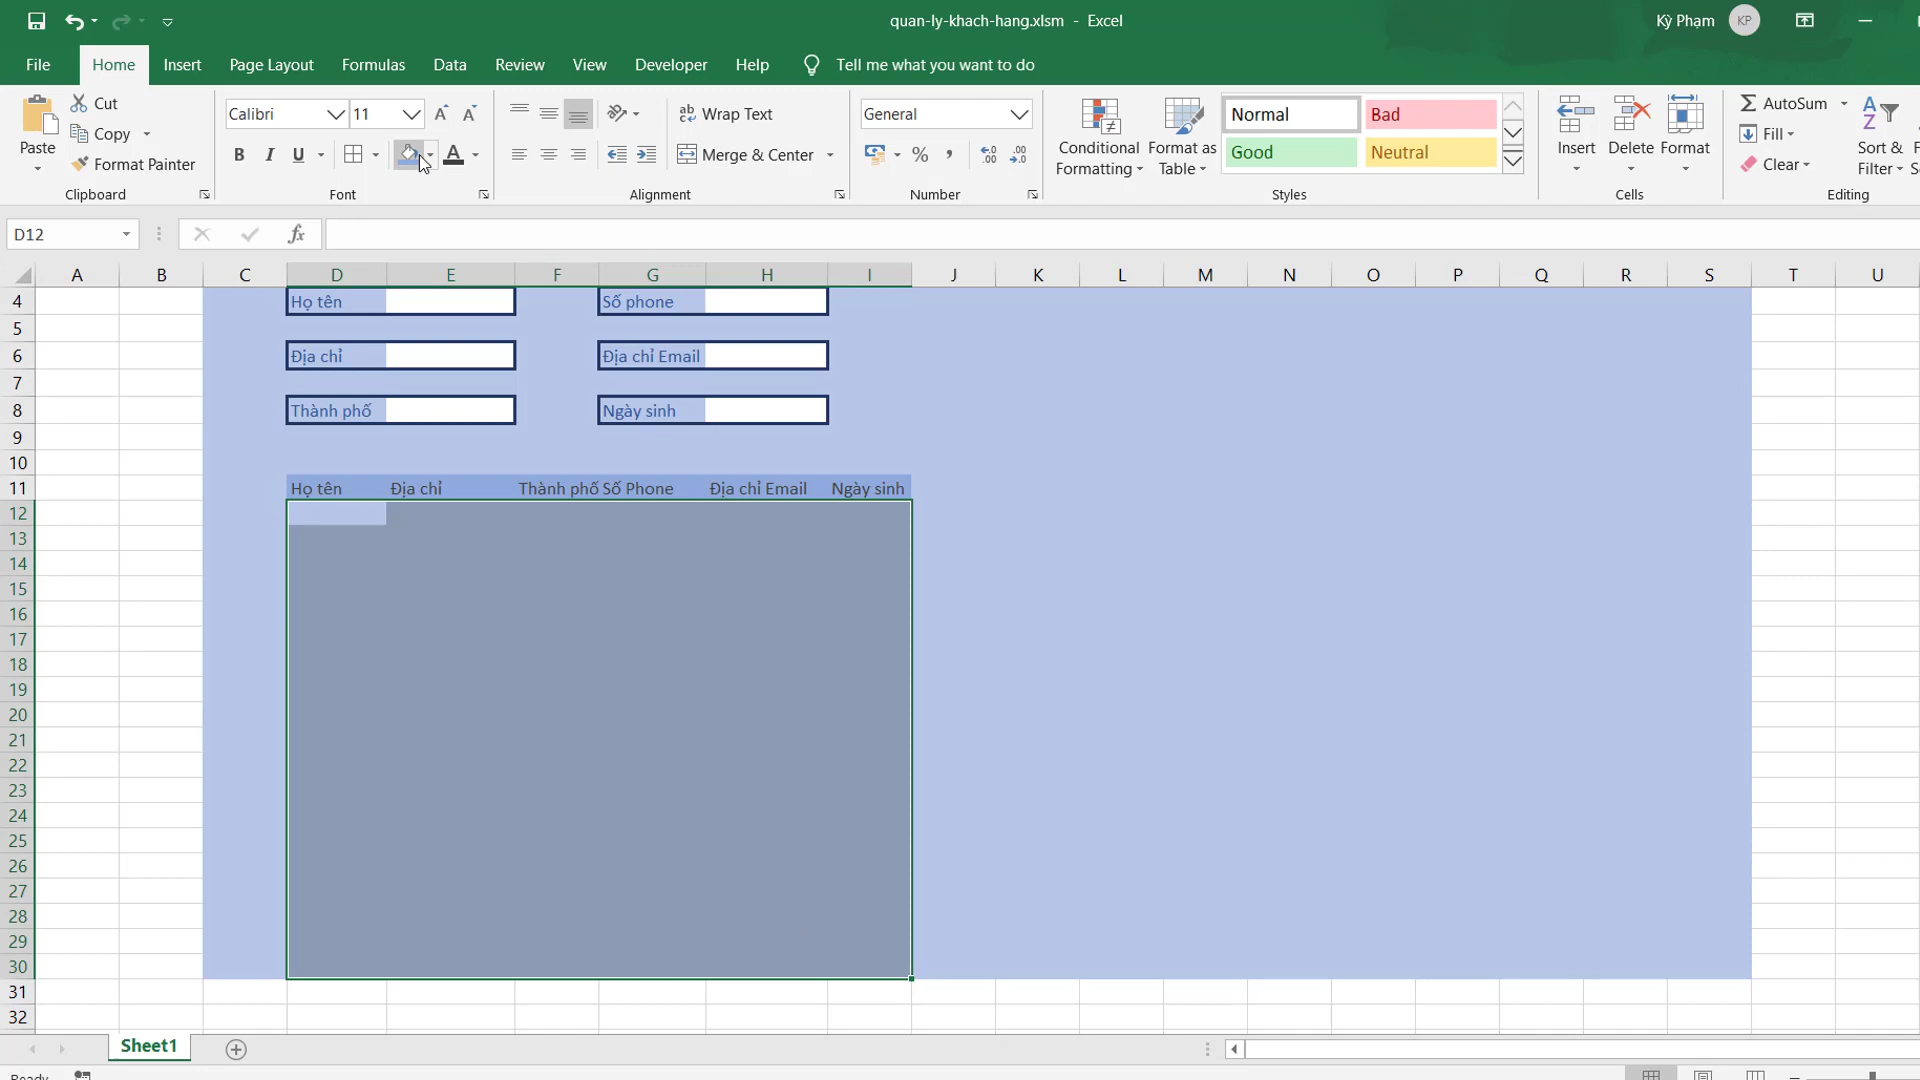 quan-ly-khach-hang.xlsm - Excel
Kỳ Phạm KP
File Home Insert Page Layout Formulas Data Review View Developer Help Tell me what you want to do
Paste
Cut
Copy
Format Painter
Clipboard
Calibri 11 A A
B I U A
Font
ab Wrap Text
Merge & Center
Alignment
General
% ,
Number
Conditional Formatting
Format as Table
Normal Bad
Good Neutral
Styles
Insert Delete Format
Cells
AutoSum
Fill
Clear
Sort &
Filter
Editing
D12 fx
A B C D E F G H I J K L M N O P Q R S T U
4 Họ tên Số phone
5
6 Địa chỉ Địa chỉ Email
7
8 Thành phố Ngày sinh
9
10
11 Họ tên Địa chỉ Thành phố Số Phone Địa chỉ Email Ngày sinh
12
13
14
15
16
17
18
19
20
21
22
23
24
25
26
27
28
29
30
31
32
Sheet1
Ready